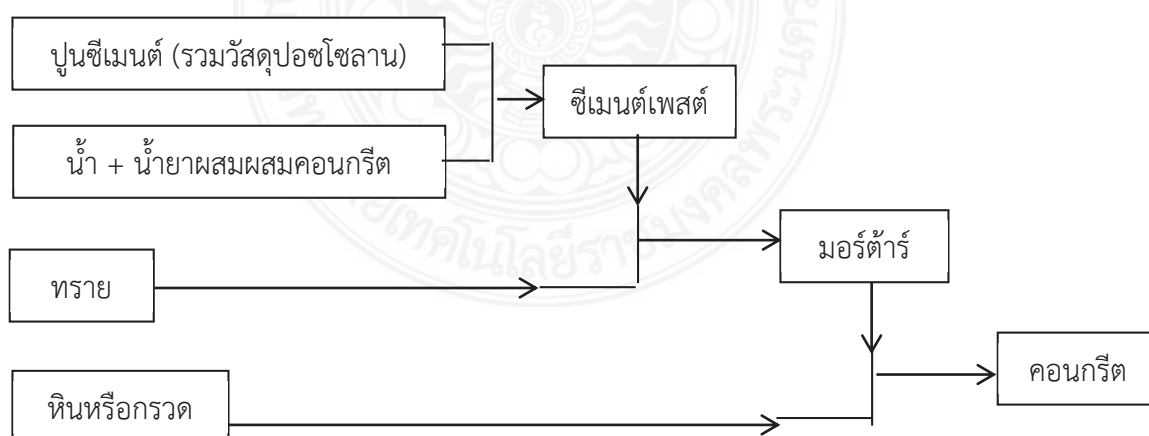 ปูนซีเมนต์ (รวมวัสดุปอซโซลาน)
ซีเมนต์เพสต์
น้ำ + น้ำยาผสมผสมคอนกรีต
มอร์ต้าร์
ทราย
คอนกรีต
หินหรือกรวด